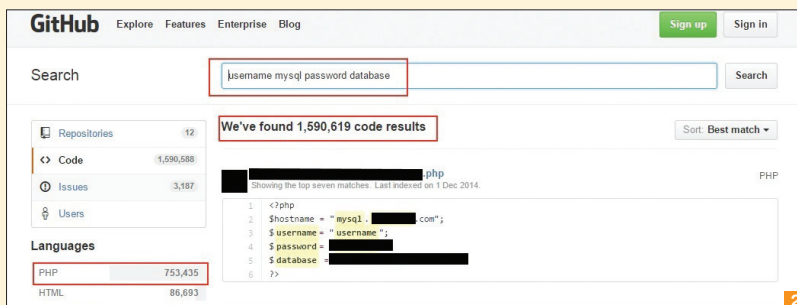 GitHub Explore Features Enterprise Blog Sign up Sign in
Search username mysql password database Search
Repositories 12
Code 1,590,588
Issues 3,187
Users
Languages
PHP 753,435
HTML 86,693
We've found 1,590,619 code results Sort: Best match
.php PHP
Showing the top seven matches. Last indexed on 1 Dec 2014.
1 <?php
2 $hostname = "mysql. .com";
3 $username = "username";
4 $password =
5 $database =
6 ?>